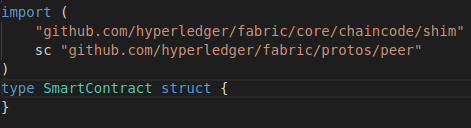 import (
    "github.com/hyperledger/fabric/core/chaincode/shim"
    sc "github.com/hyperledger/fabric/protos/peer"
)
type SmartContract struct {
}